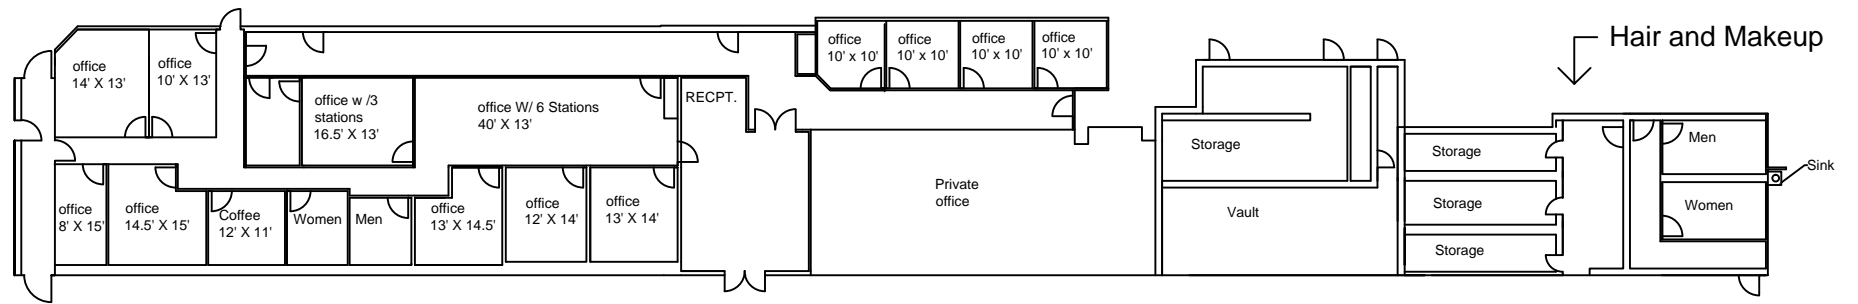 Hair and Makeup
office
14' X 13'
office
10' X 13'
office
10' x 10'
office
10' x 10'
office
10' x 10'
office
10' x 10'
office w /3
stations
16.5' X 13'
office W/ 6 Stations
40' X 13'
RECPT.
Storage
Storage
Men
Sink
office
8' X 15'
office
14.5' X 15'
Coffee
12' X 11'
Women
Men
office
13' X 14.5'
office
12' X 14'
office
13' X 14'
Private
office
Vault
Storage
Women
Storage